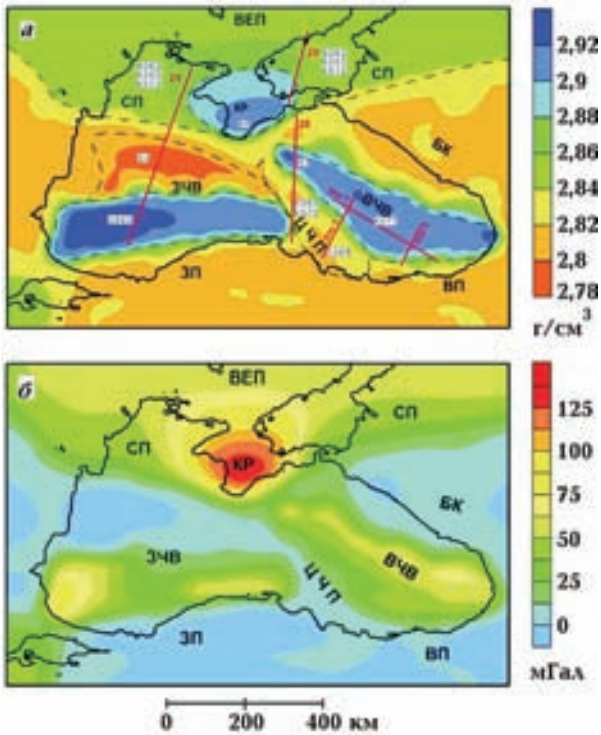 а
ВЕП
СП
СП
КР
БК
ЗЧВ
ВЧВ
ЦЧП
ЗП
ВП
2,92
2,9
2,88
2,86
2,84
2,82
2,8
2,78
г/см³
б
ВЕП
СП
СП
КР
БК
ЗЧВ
ВЧВ
ЦЧП
ЗП
ВП
125
100
75
50
25
0
мГал
0 200 400 км